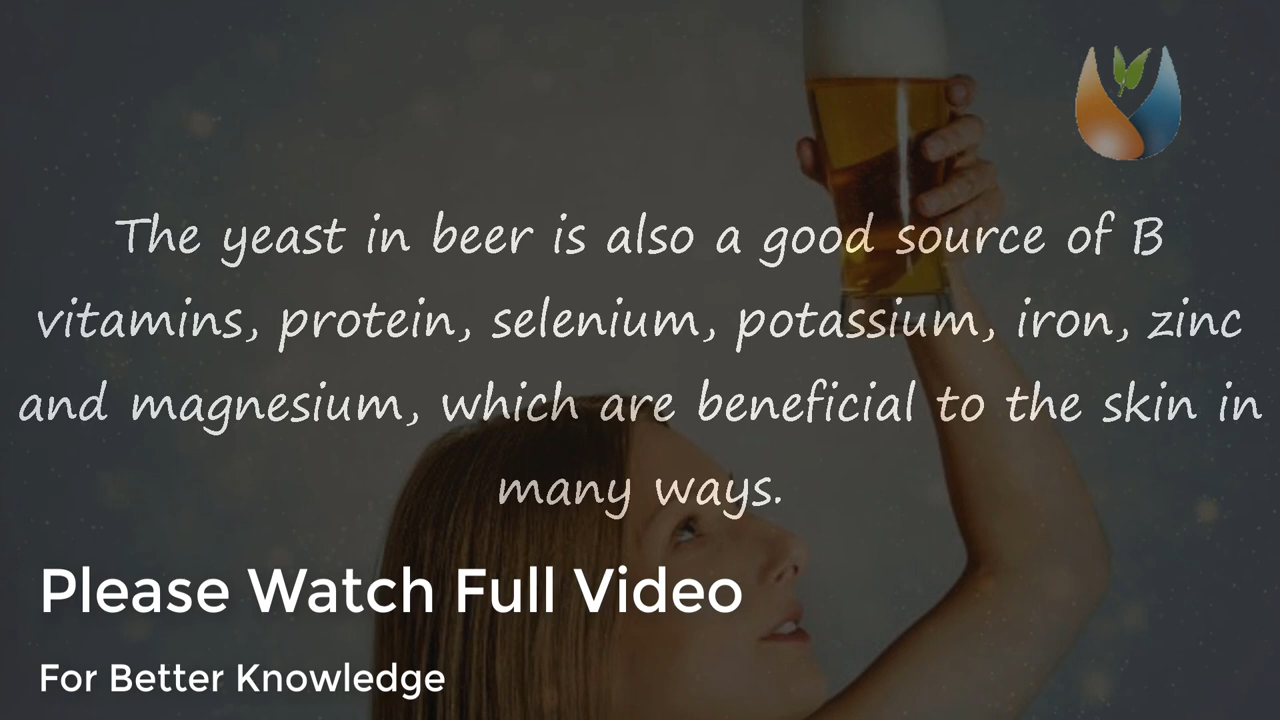 The yeast in beer is also a good source of B
vitamins, protein, selenium, potassium, iron, zinc
and magnesium, which are beneficial to the skin in
many ways.
Please Watch Full Video
For Better Knowledge